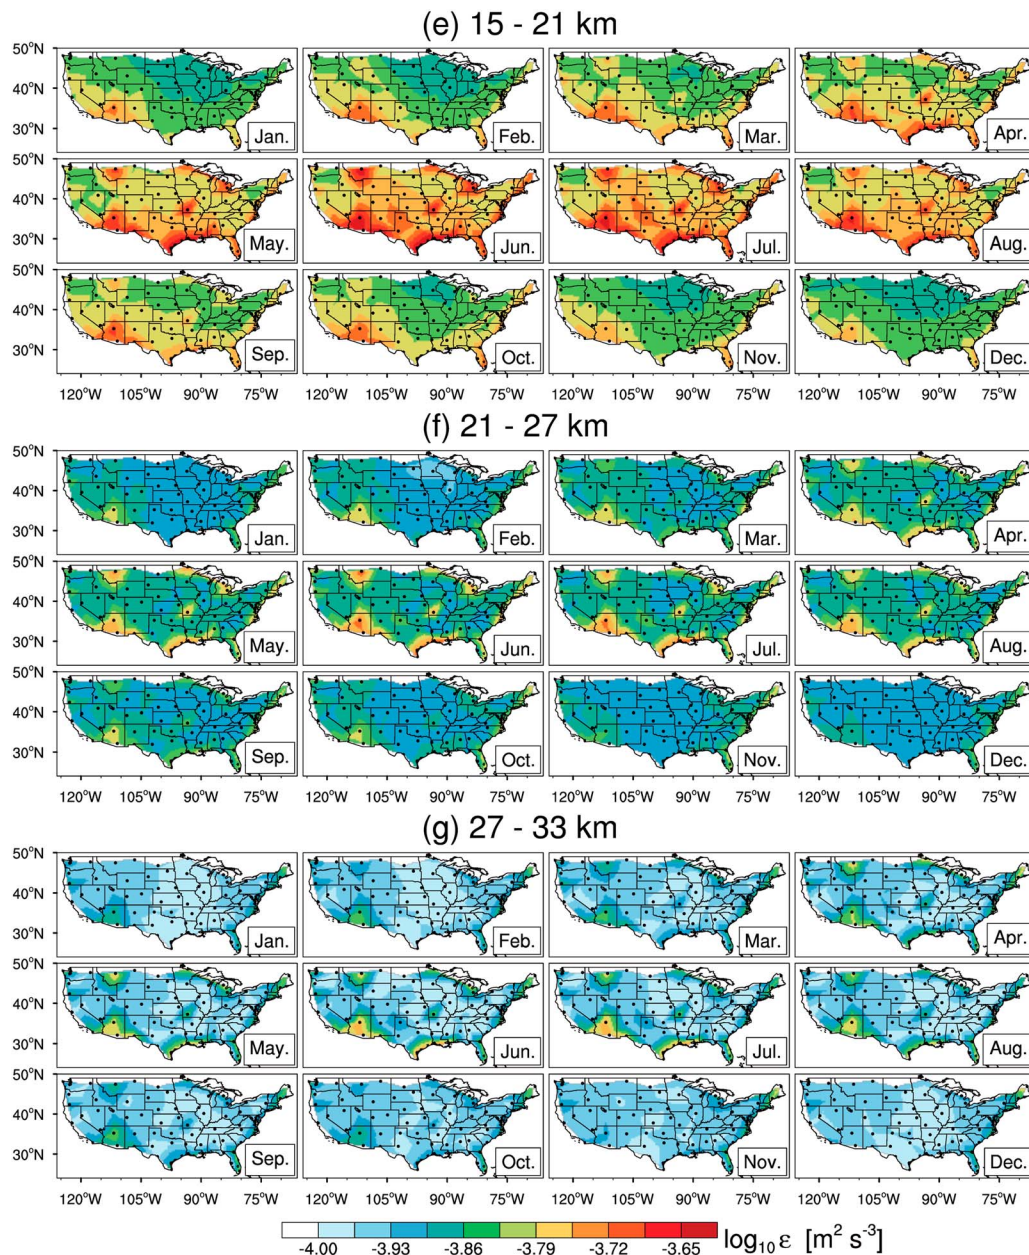 (e) 15 - 21 km
50°N
40°N
30°N
Jan. Feb. Mar. Apr.
50°N
40°N
30°N
May. Jun. Jul. Aug.
50°N
40°N
30°N
Sep. Oct. Nov. Dec.
120°W 105°W 90°W 75°W 120°W 105°W 90°W 75°W 120°W 105°W 90°W 75°W 120°W 105°W 90°W 75°W
(f) 21 - 27 km
50°N
40°N
30°N
Jan. Feb. Mar. Apr.
50°N
40°N
30°N
May. Jun. Jul. Aug.
50°N
40°N
30°N
Sep. Oct. Nov. Dec.
120°W 105°W 90°W 75°W 120°W 105°W 90°W 75°W 120°W 105°W 90°W 75°W 120°W 105°W 90°W 75°W
(g) 27 - 33 km
50°N
40°N
30°N
Jan. Feb. Mar. Apr.
50°N
40°N
30°N
May. Jun. Jul. Aug.
50°N
40°N
30°N
Sep. Oct. Nov. Dec.
120°W 105°W 90°W 75°W 120°W 105°W 90°W 75°W 120°W 105°W 90°W 75°W 120°W 105°W 90°W 75°W
-4.00 -3.93 -3.86 -3.79 -3.72 -3.65 log₁₀ ε [m² s⁻³]